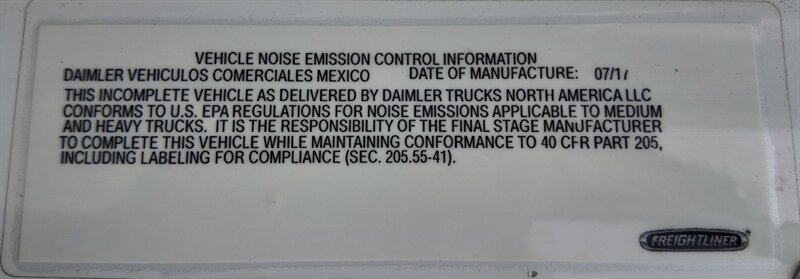 VEHICLE NOISE EMISSION CONTROL INFORMATION
DAIMLER VEHICULOS COMERCIALES MEXICO DATE OF MANUFACTURE: 07/17
THIS INCOMPLETE VEHICLE AS DELIVERED BY DAIMLER TRUCKS NORTH AMERICA LLC
CONFORMS TO U.S. EPA REGULATIONS FOR NOISE EMISSIONS APPLICABLE TO MEDIUM
AND HEAVY TRUCKS. IT IS THE RESPONSIBILITY OF THE FINAL STAGE MANUFACTURER
TO COMPLETE THIS VEHICLE WHILE MAINTAINING CONFORMANCE TO 40 CFR PART 205,
INCLUDING LABELING FOR COMPLIANCE (SEC. 205.55-41).
FREIGHTLINER